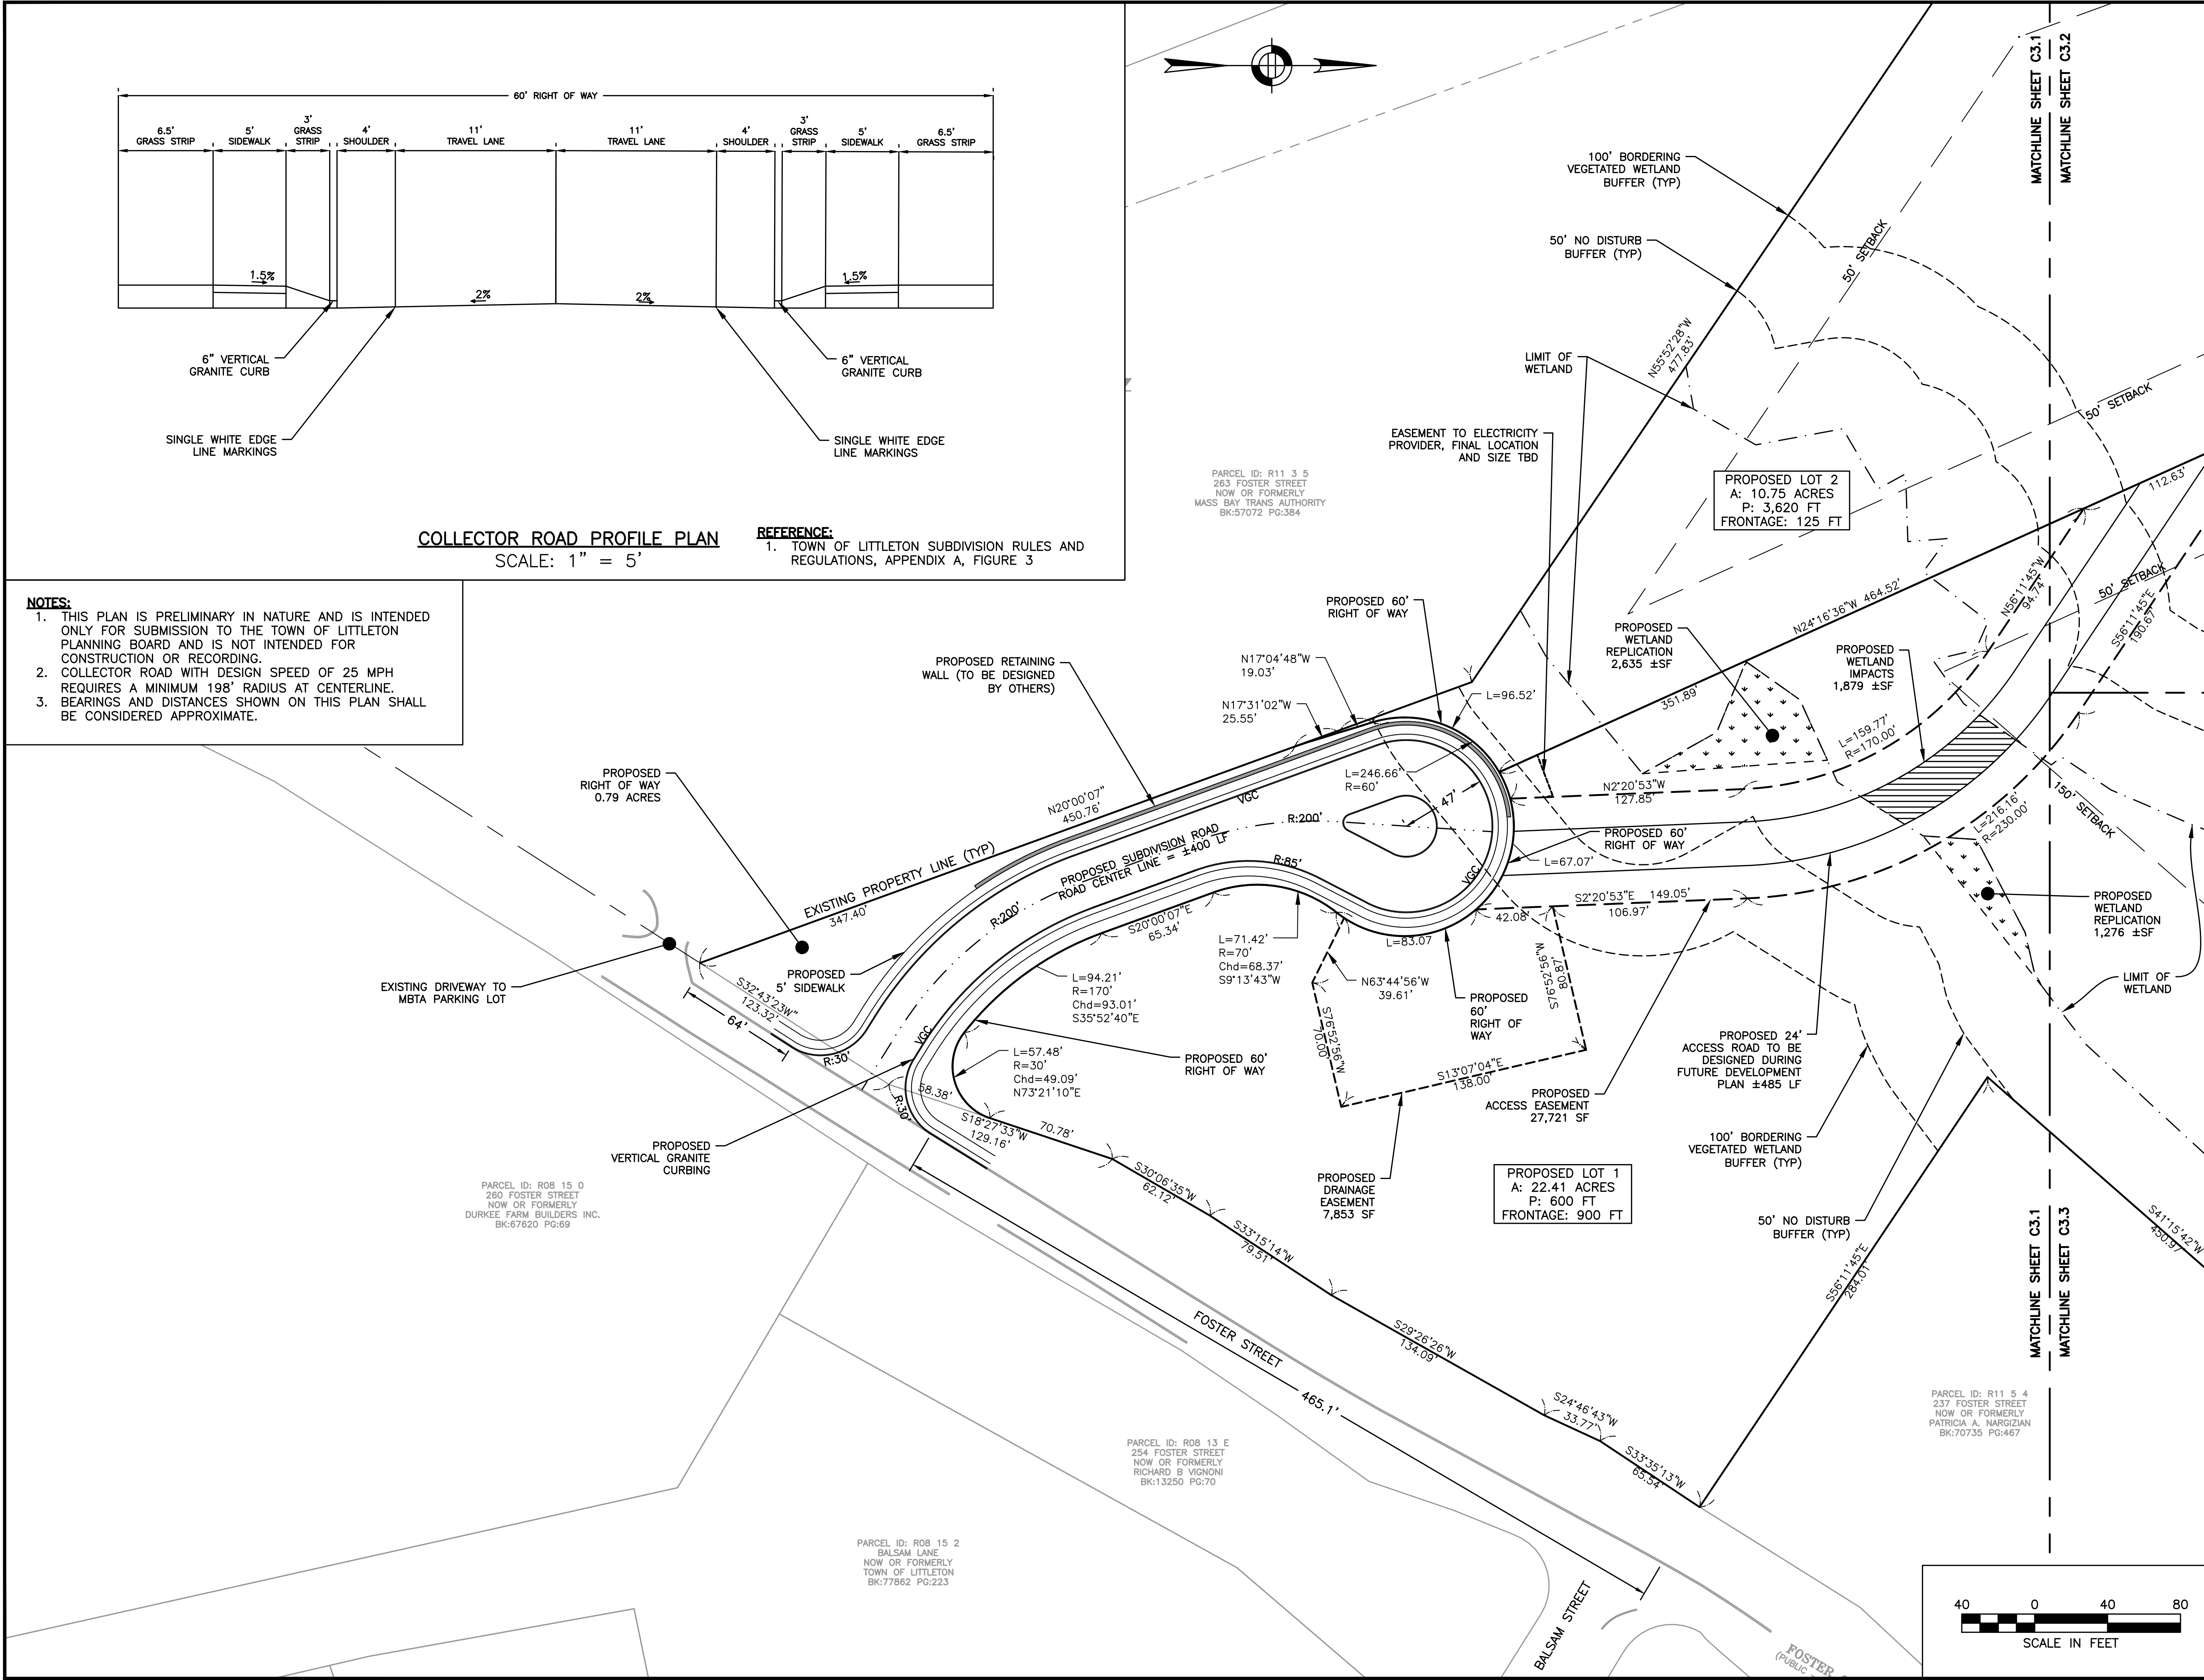 60' RIGHT OF WAY
6.5'
GRASS STRIP
5'
SIDEWALK
3'
GRASS
STRIP
4'
SHOULDER
11'
TRAVEL LANE
11'
TRAVEL LANE
4'
SHOULDER
3'
GRASS
STRIP
5'
SIDEWALK
6.5'
GRASS STRIP
1.5%
2%
2%
1.5%
6" VERTICAL
GRANITE CURB
6" VERTICAL
GRANITE CURB
SINGLE WHITE EDGE
LINE MARKINGS
SINGLE WHITE EDGE
LINE MARKINGS
COLLECTOR ROAD PROFILE PLAN
SCALE: 1" = 5'
REFERENCE:
1. TOWN OF LITTLETON SUBDIVISION RULES AND
REGULATIONS, APPENDIX A, FIGURE 3
NOTES:
1. THIS PLAN IS PRELIMINARY IN NATURE AND IS INTENDED
ONLY FOR SUBMISSION TO THE TOWN OF LITTLETON
PLANNING BOARD AND IS NOT INTENDED FOR
CONSTRUCTION OR RECORDING.
2. COLLECTOR ROAD WITH DESIGN SPEED OF 25 MPH
REQUIRES A MINIMUM 198' RADIUS AT CENTERLINE.
3. BEARINGS AND DISTANCES SHOWN ON THIS PLAN SHALL
BE CONSIDERED APPROXIMATE.
MATCHLINE SHEET C3.1
MATCHLINE SHEET C3.2
100' BORDERING
VEGETATED WETLAND
BUFFER (TYP)
50' NO DISTURB
BUFFER (TYP)
50' SETBACK
N55°52'28"W
477.83'
LIMIT OF
WETLAND
EASEMENT TO ELECTRICITY
PROVIDER, FINAL LOCATION
AND SIZE TBD
PARCEL ID: R11 3 5
263 FOSTER STREET
NOW OR FORMERLY
MASS BAY TRANS AUTHORITY
BK:57072 PG:384
PROPOSED LOT 2
A: 10.75 ACRES
P: 3,620 FT
FRONTAGE: 125 FT
50' SETBACK
112.63'
50' SETBACK
N56°11'45"W
94.74'
S56°11'45"E
190.67'
N24°16'36"W 464.52'
351.89'
PROPOSED 60'
RIGHT OF WAY
PROPOSED
WETLAND
REPLICATION
2,635 ±SF
PROPOSED
WETLAND
IMPACTS
1,879 ±SF
N17°04'48"W
19.03'
PROPOSED RETAINING
WALL (TO BE DESIGNED
BY OTHERS)
L=96.52'
N17°31'02"W
25.55'
L=159.77'
R=170.00'
L=246.66'
R=60'
47'
PROPOSED
RIGHT OF WAY
0.79 ACRES
N20°00'07"
450.76'
VGC
N2°20'53"W
127.85'
R:200'
150' SETBACK
L=216.16'
R=230.00'
PROPOSED 60'
RIGHT OF WAY
PROPOSED SUBDIVISION ROAD
ROAD CENTER LINE = ±400 LF
EXISTING PROPERTY LINE (TYP)
347.40'
R:85'
L=67.07'
VGC
R:200'
S20°00'07"E
65.34'
S2°20'53"E 149.05'
106.97'
42.08'
L=83.07
PROPOSED
WETLAND
REPLICATION
1,276 ±SF
L=71.42'
R=70'
Chd=68.37'
S9°13'43"W
S76°52'56"W
80.87'
EXISTING DRIVEWAY TO
MBTA PARKING LOT
PROPOSED
5' SIDEWALK
L=94.21'
R=170'
Chd=93.01'
S35°52'40"E
N63°44'56"W
39.61'
LIMIT OF
WETLAND
S32°43'23W"
123.32'
64'
PROPOSED
60'
RIGHT OF
WAY
S76°52'56"W
70.00'
VGC
R:30'
L=57.48'
R=30'
Chd=49.09'
N73°21'10"E
PROPOSED 60'
RIGHT OF WAY
S13°07'04"E
138.00'
PROPOSED 24'
ACCESS ROAD TO BE
DESIGNED DURING
FUTURE DEVELOPMENT
PLAN ±485 LF
58.38'
R:30'
PROPOSED
ACCESS EASEMENT
27,721 SF
S18°27'33"W
129.16'
70.78'
PROPOSED
VERTICAL GRANITE
CURBING
100' BORDERING
VEGETATED WETLAND
BUFFER (TYP)
PARCEL ID: R08 15 0
260 FOSTER STREET
NOW OR FORMERLY
DURKEE FARM BUILDERS INC.
BK:67620 PG:69
S30°06'35"W
62.12'
PROPOSED
DRAINAGE
EASEMENT
7,853 SF
PROPOSED LOT 1
A: 22.41 ACRES
P: 600 FT
FRONTAGE: 900 FT
50' NO DISTURB
BUFFER (TYP)
S33°15'14"W
79.51'
S56°11'45"E
284.01'
S41°15'42"W
450.97'
MATCHLINE SHEET C3.1
MATCHLINE SHEET C3.3
FOSTER STREET
S29°26'26"W
134.09'
465.1'
S24°46'43"W
33.77'
S33°35'13"W
65.54'
PARCEL ID: R11 5 4
237 FOSTER STREET
NOW OR FORMERLY
PATRICIA A. NARGIZIAN
BK:70735 PG:467
PARCEL ID: R08 13 E
254 FOSTER STREET
NOW OR FORMERLY
RICHARD B VIGNONI
BK:13250 PG:70
PARCEL ID: R08 15 2
BALSAM LANE
NOW OR FORMERLY
TOWN OF LITTLETON
BK:77862 PG:223
BALSAM STREET
FOSTER
(PUBLIC
40 0 40 80
SCALE IN FEET